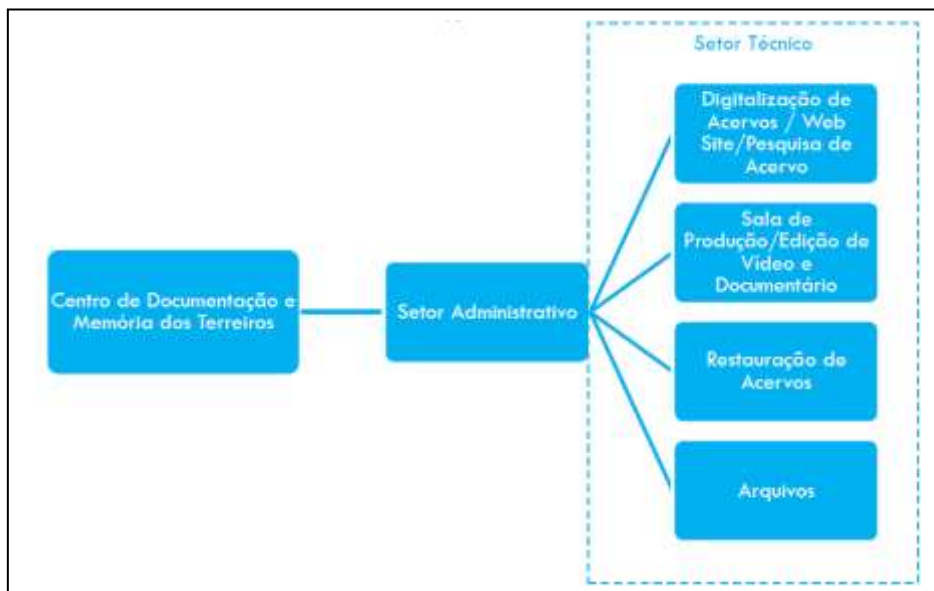 Setor Técnico
Digitalização de
Acervos / Web
Site/Pesquisa de
Acervo
Sala de
Produção/Edição de
Vídeo e
Documentário
Centro de Documentação e
Memória dos Terreiros
Setor Administrativo
Restauração de
Acervos
Arquivos